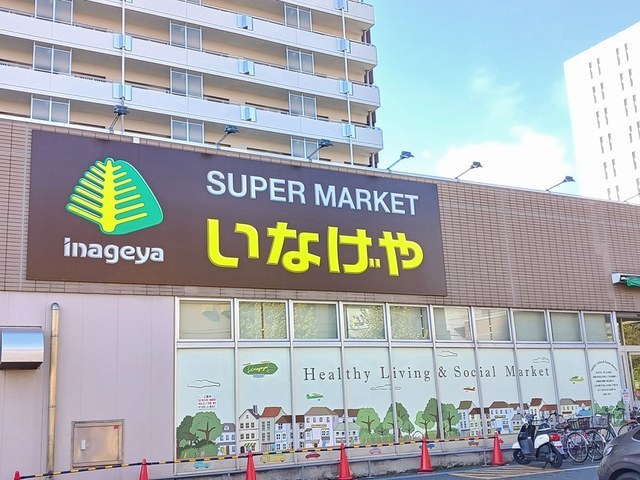 SUPER MARKET
いなげや
inageya
Healthy Living & Social Market